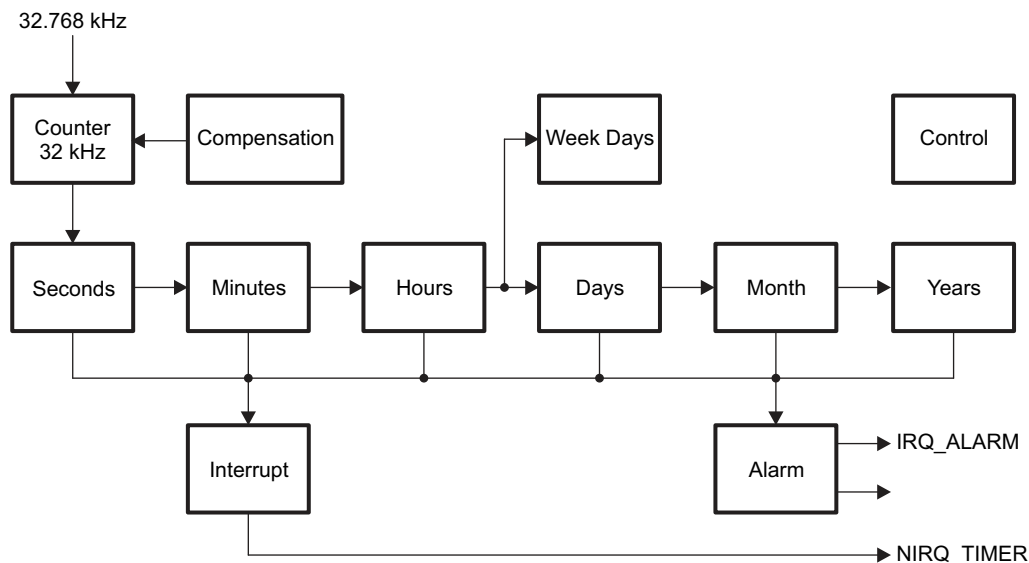 32.768 kHz
Counter
32 kHz
Compensation
Week Days
Control
Seconds
Minutes
Hours
Days
Month
Years
Interrupt
Alarm
IRQ_ALARM
NIRQ_TIMER